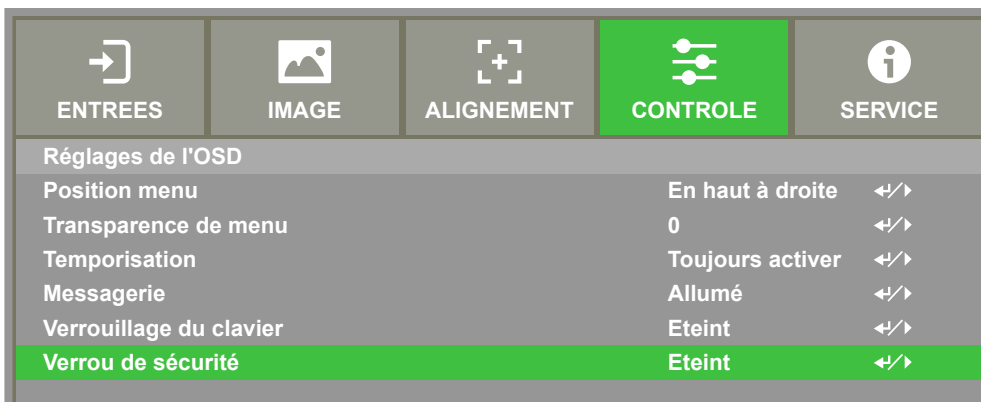 ENTREES IMAGE ALIGNEMENT CONTROLE SERVICE
Réglages de l'OSD
Position menu En haut à droite
Transparence de menu 0
Temporisation Toujours activer
Messagerie Allumé
Verrouillage du clavier Eteint
Verrou de sécurité Eteint